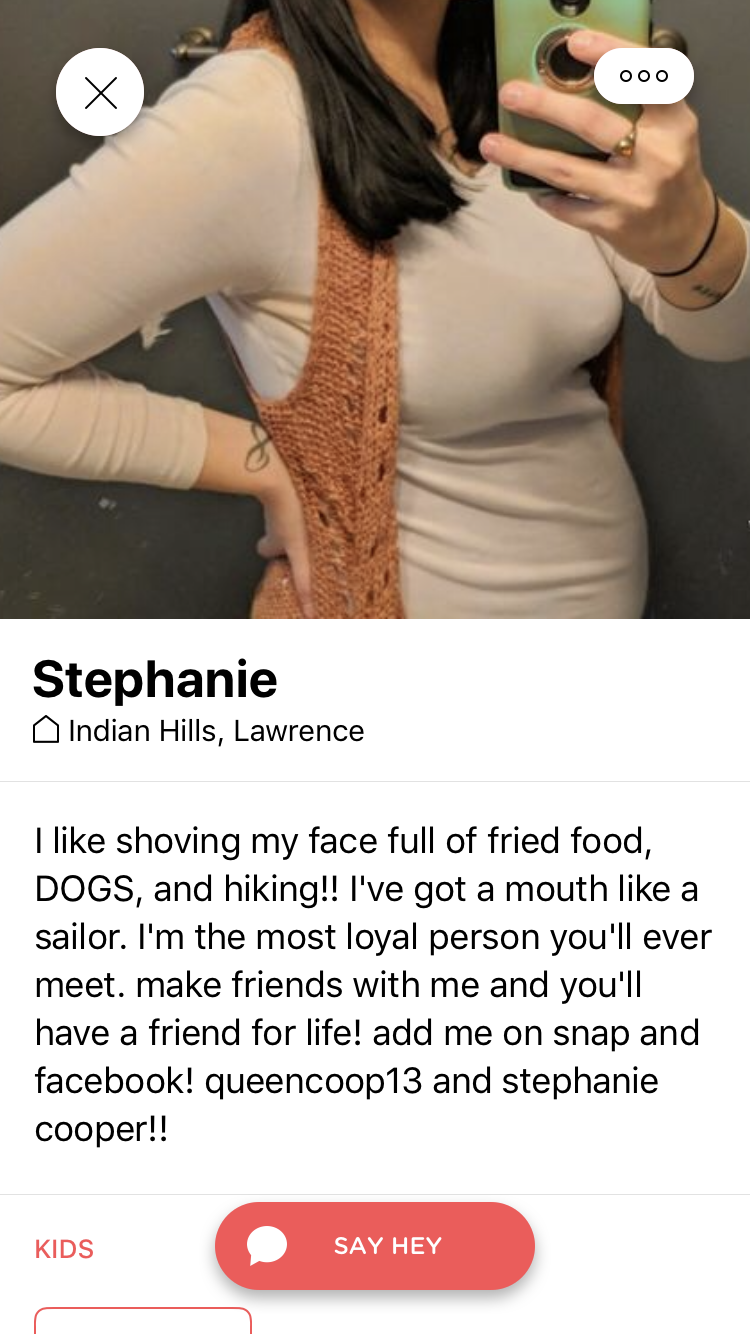 Stephanie
Indian Hills, Lawrence
I like shoving my face full of fried food,
DOGS, and hiking!! I've got a mouth like a
sailor. I'm the most loyal person you'll ever
meet. make friends with me and you'll
have a friend for life! add me on snap and
facebook! queencoop13 and stephanie
cooper!!
KIDS
SAY HEY